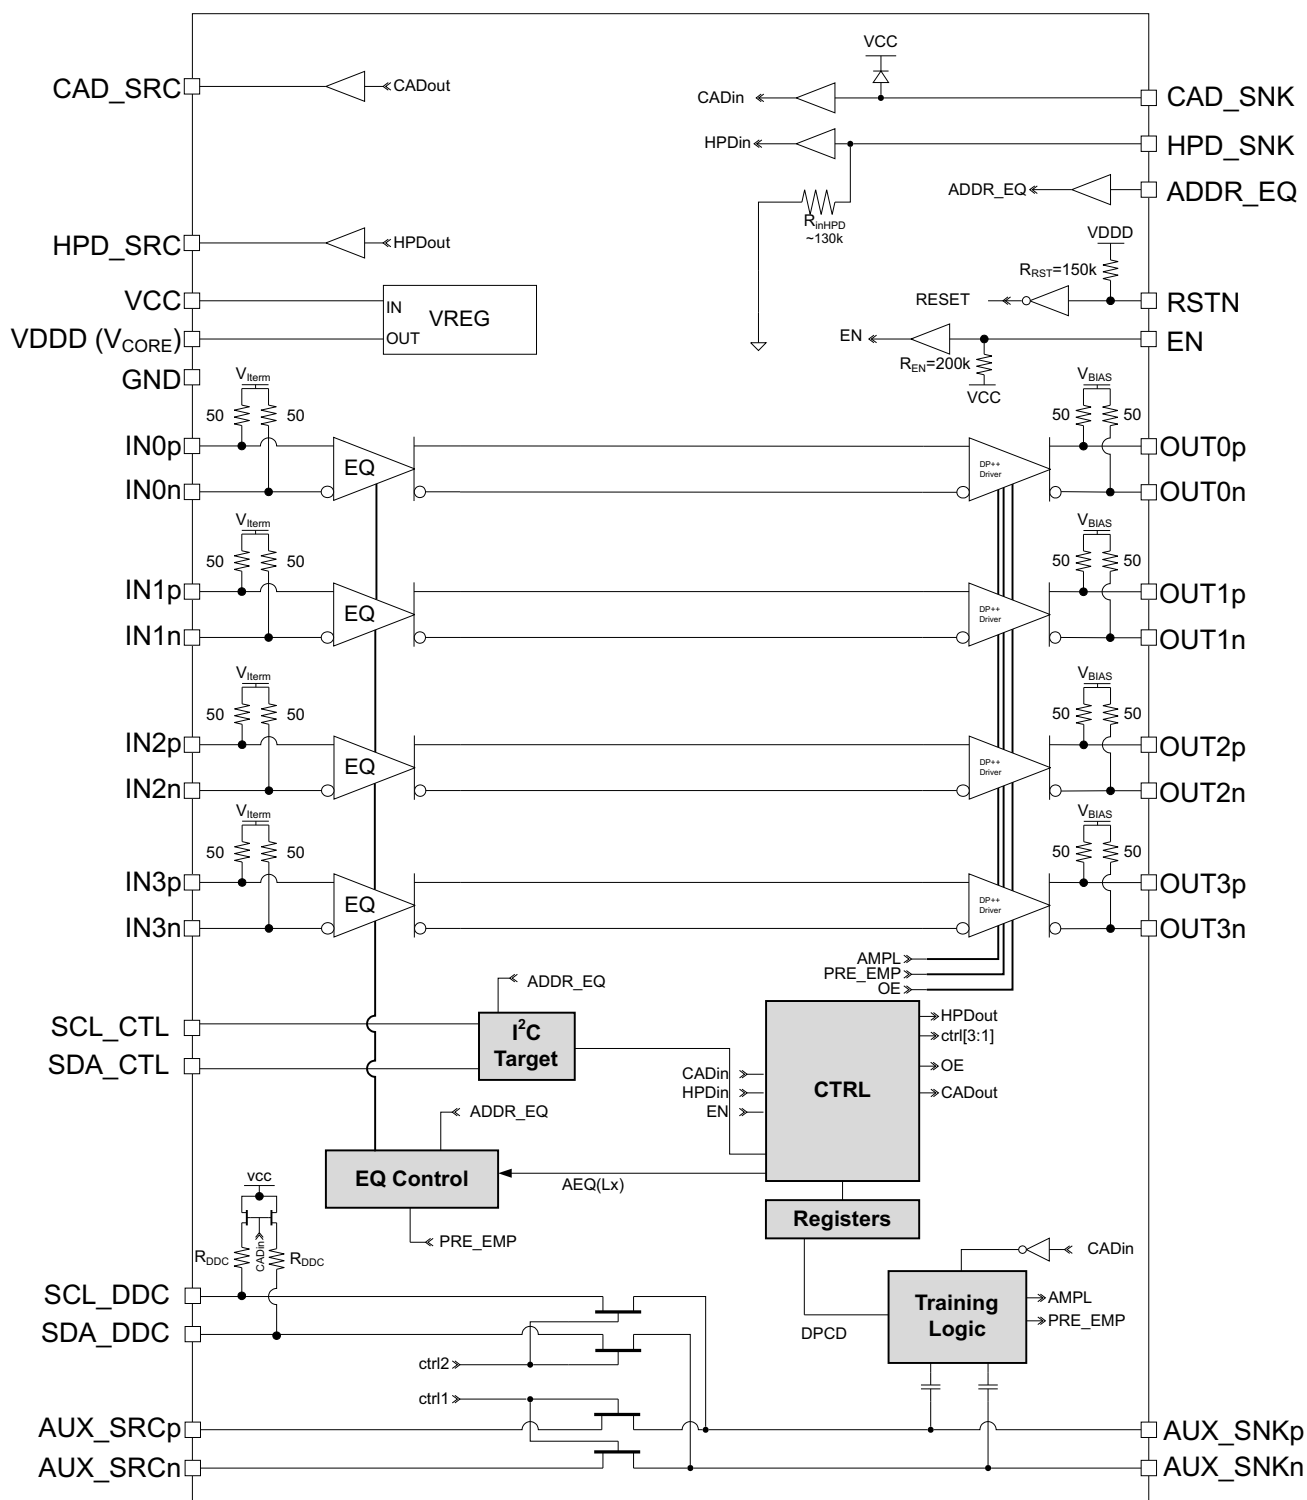 VCC
CAD_SRC
CADout
CADin
CAD_SNK
HPDin
HPD_SNK
ADDR_EQ
ADDR_EQ
RinHPD
~130k
HPD_SRC
HPDout
VDDD
RRST=150k
VCC
IN
VREG
RESET
RSTN
VDDD (VCORE)
OUT
EN
EN
REN=200k
VCC
GND
VIterm
VBIAS
50
50
50
50
IN0p
EQ
DP++
Driver
OUT0p
IN0n
OUT0n
VIterm
VBIAS
50
50
50
50
IN1p
EQ
DP++
Driver
OUT1p
IN1n
OUT1n
VIterm
VBIAS
50
50
50
50
IN2p
EQ
DP++
Driver
OUT2p
IN2n
OUT2n
VIterm
VBIAS
50
50
50
50
IN3p
EQ
DP++
Driver
OUT3p
IN3n
OUT3n
AMPL
PRE_EMP
OE
ADDR_EQ
SCL_CTL
I2C
Target
SDA_CTL
CADin
HPDin
EN
CTRL
HPDout
ctrl[3:1]
OE
CADout
ADDR_EQ
EQ Control
AEQ(Lx)
PRE_EMP
Registers
vcc
RDDC
CADin
RDDC
CADin
SCL_DDC
SDA_DDC
DPCD
Training
Logic
AMPL
PRE_EMP
ctrl2
ctrl1
AUX_SRCp
AUX_SNKp
AUX_SRCn
AUX_SNKn